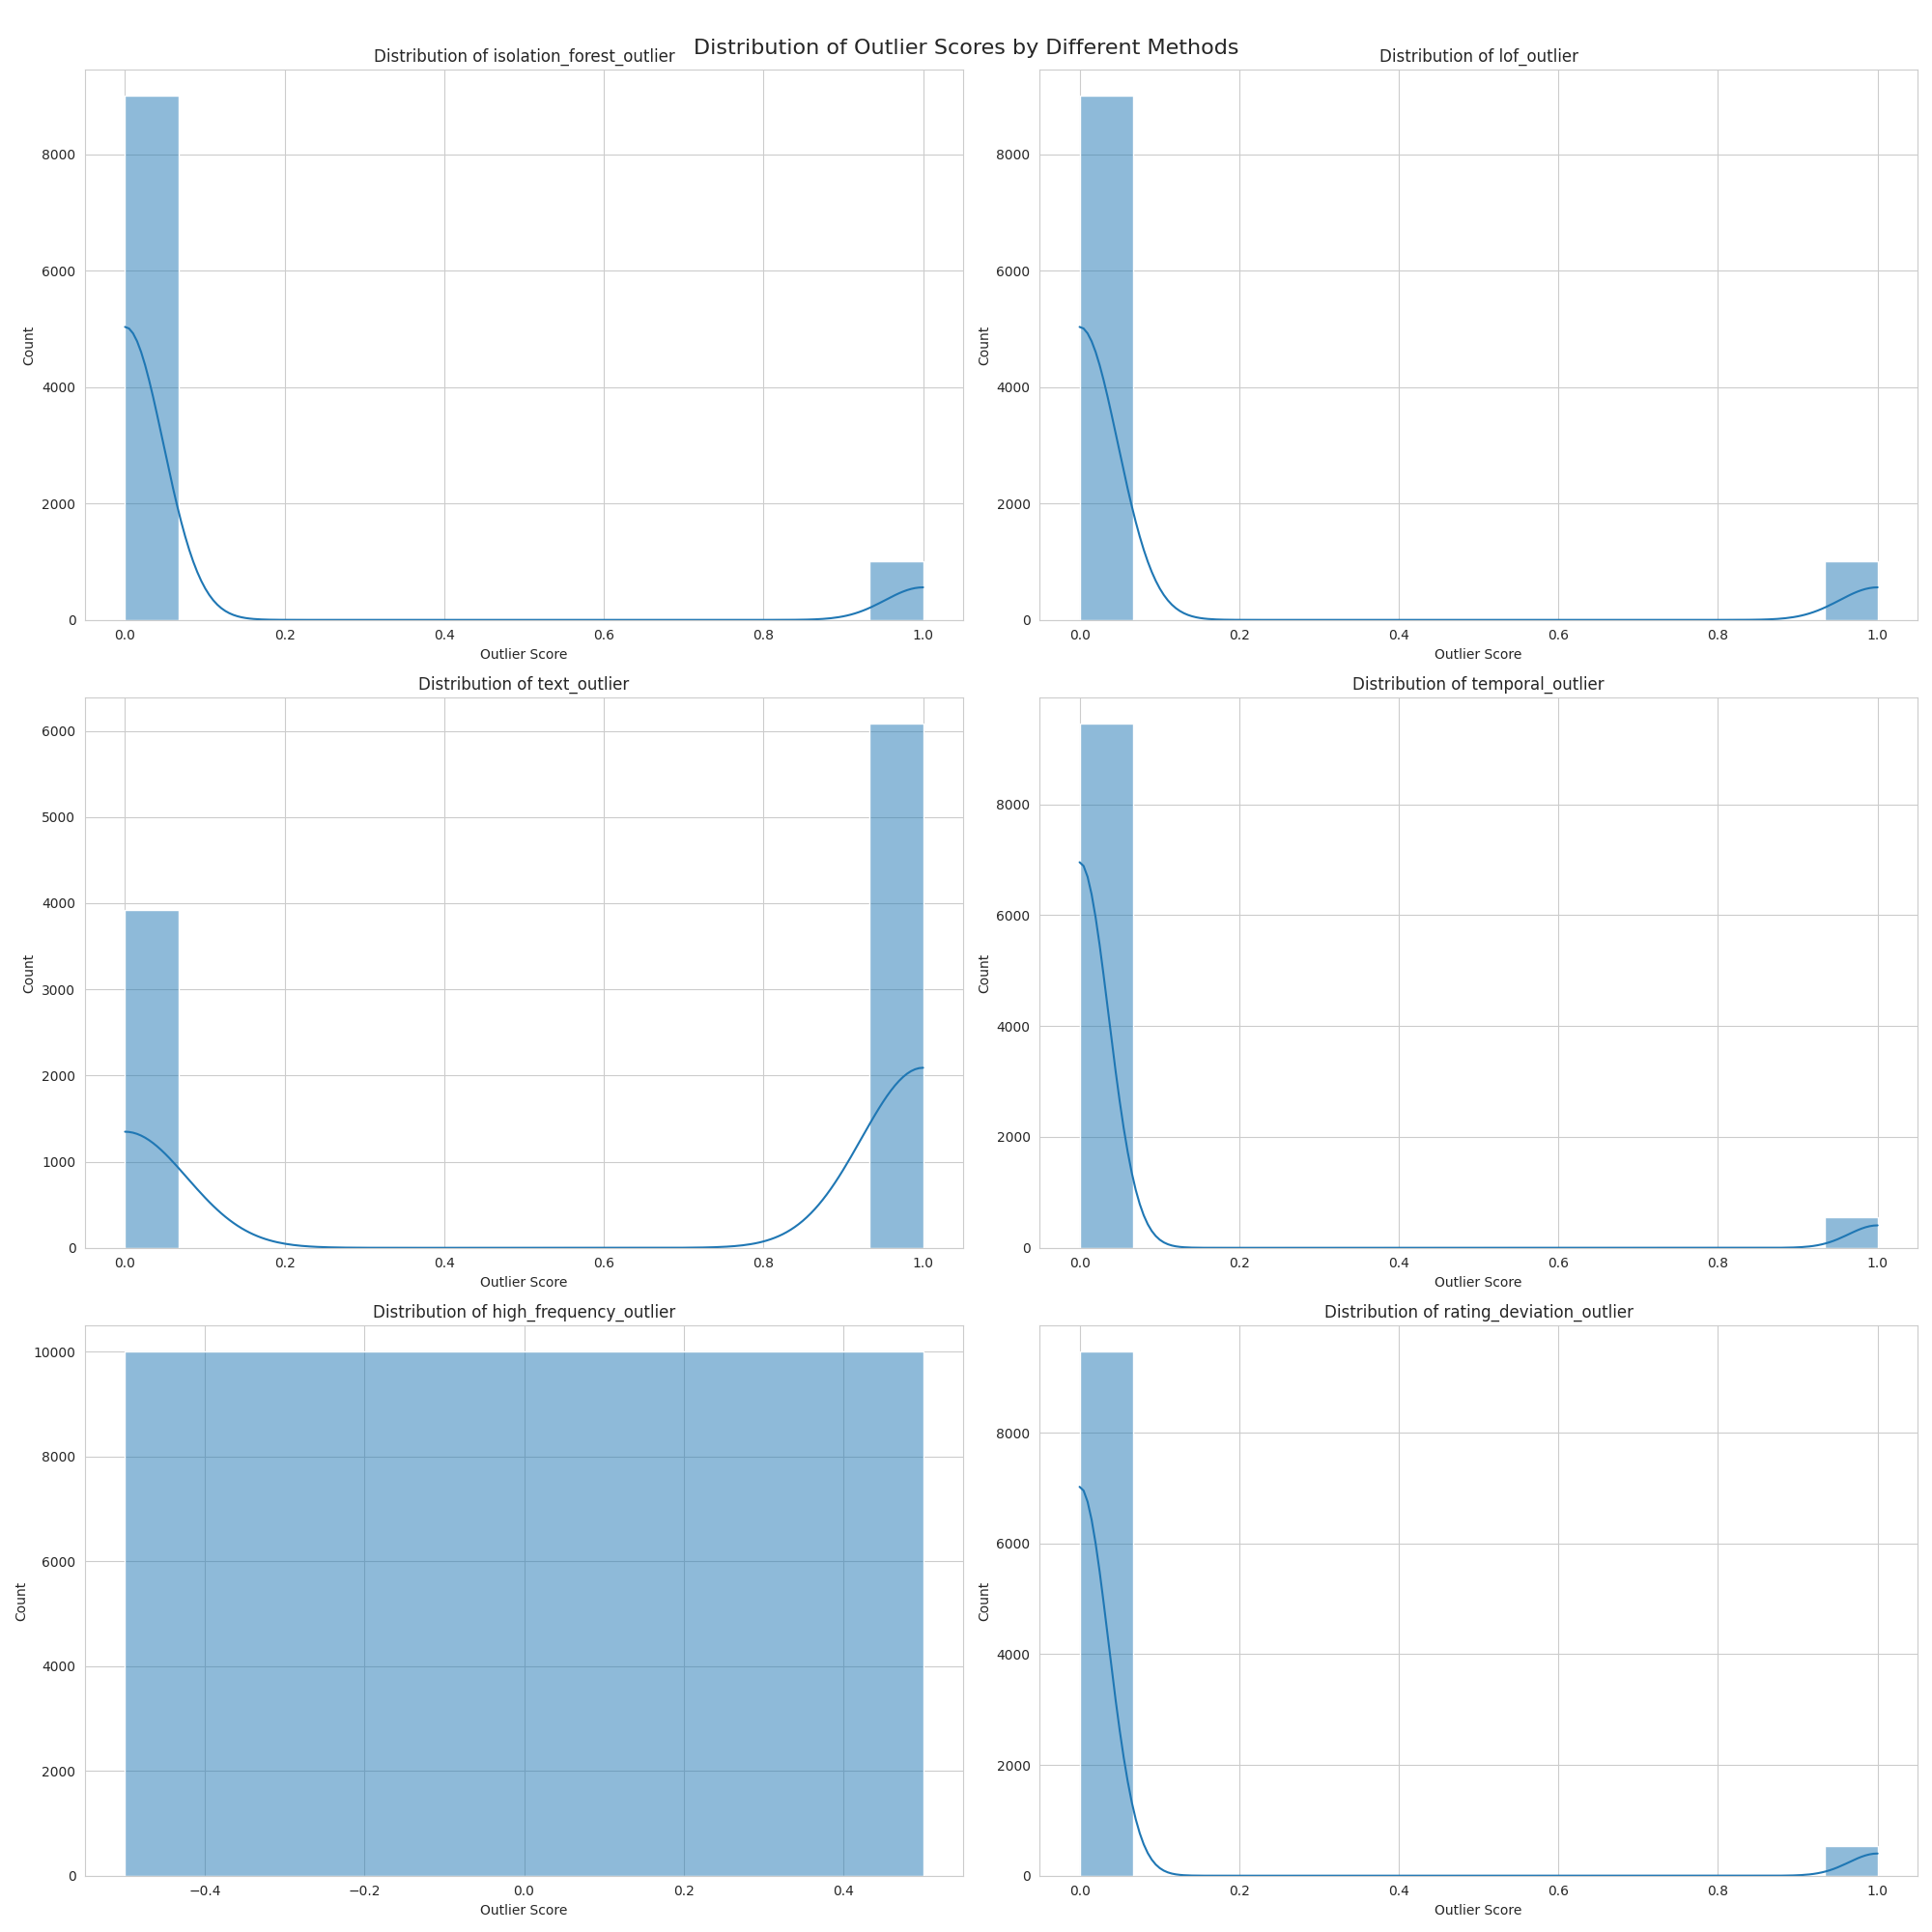 Distribution of Outlier Scores by Different Methods
Distribution of isolation_forest_outlier
8000
6000
4000
2000
0
Count
0.0 0.2 0.4 0.6 0.8 1.0
Outlier Score
Distribution of lof_outlier
8000
6000
4000
2000
0
Count
0.0 0.2 0.4 0.6 0.8 1.0
Outlier Score
Distribution of text_outlier
6000
5000
4000
3000
2000
1000
0
Count
0.0 0.2 0.4 0.6 0.8 1.0
Outlier Score
Distribution of temporal_outlier
8000
6000
4000
2000
0
Count
0.0 0.2 0.4 0.6 0.8 1.0
Outlier Score
Distribution of high_frequency_outlier
10000
8000
6000
4000
2000
0
Count
−0.4 −0.2 0.0 0.2 0.4
Outlier Score
Distribution of rating_deviation_outlier
8000
6000
4000
2000
0
Count
0.0 0.2 0.4 0.6 0.8 1.0
Outlier Score